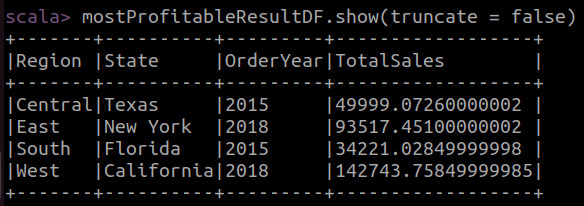 scala> mostProfitableResultDF.show(truncate = false)
+-------+----------+---------+------------------+
|Region |State     |OrderYear|TotalSales        |
+-------+----------+---------+------------------+
|Central|Texas     |2015     |49999.07260000002 |
|East   |New York  |2018     |93517.45100000002 |
|South  |Florida   |2015     |34221.02849999998 |
|West   |California|2018     |142743.75849999985|
+-------+----------+---------+------------------+